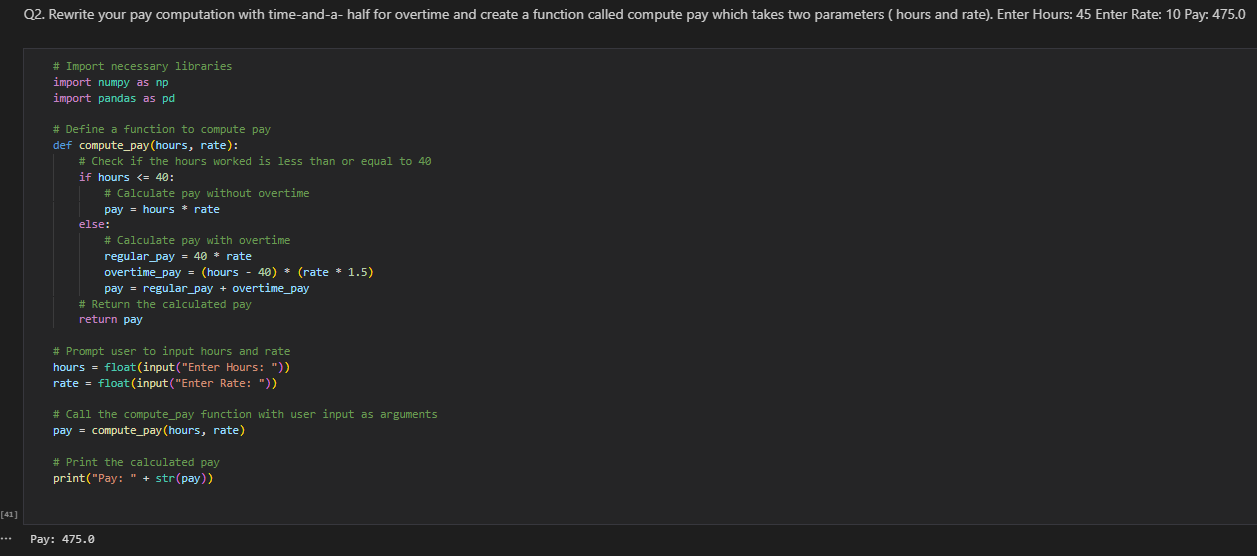 Q2. Rewrite your pay computation with time-and-a- half for overtime and create a function called compute pay which takes two parameters ( hours and rate). Enter Hours: 45 Enter Rate: 10 Pay: 475.0
# Import necessary libraries
import numpy as np
import pandas as pd
# Define a function to compute pay
def compute_pay(hours, rate):
# Check if the hours worked is less than or equal to 40
if hours <= 40:
# Calculate pay without overtime
pay = hours * rate
else:
# Calculate pay with overtime
regular_pay = 40 * rate
overtime_pay = (hours - 40) * (rate * 1.5)
pay = regular_pay + overtime_pay
# Return the calculated pay
return pay
# Prompt user to input hours and rate
hours = float(input("Enter Hours: "))
rate = float(input("Enter Rate: "))
# Call the compute_pay function with user input as arguments
pay = compute_pay(hours, rate)
# Print the calculated pay
print("Pay: " + str(pay))
[41]
... Pay: 475.0